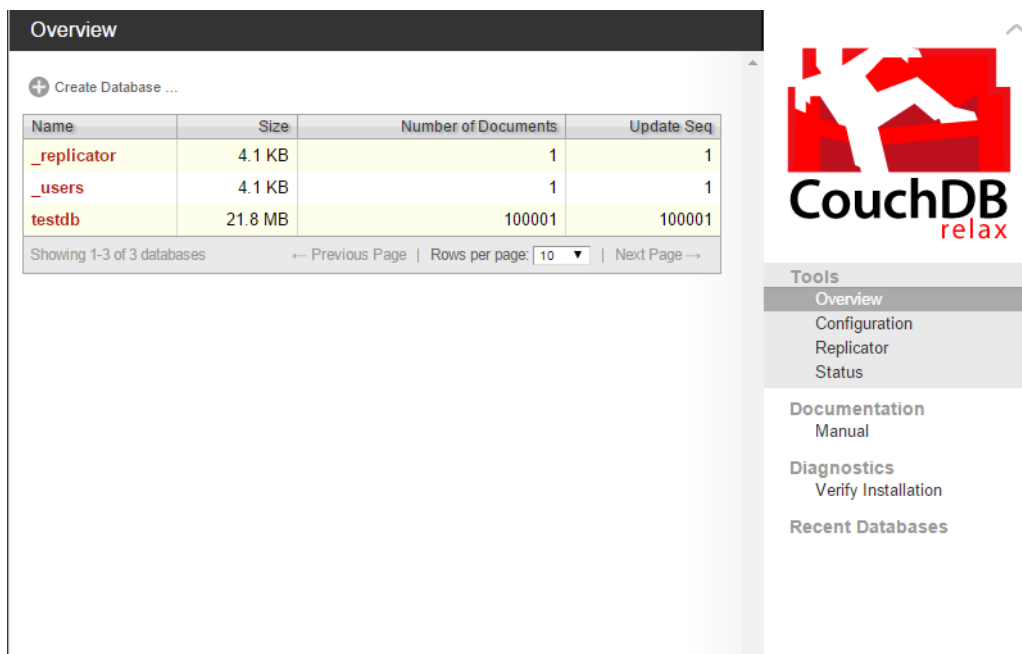 Overview
Create Database ...
Name Size Number of Documents Update Seq
_replicator 4.1 KB 1 1
_users 4.1 KB 1 1
testdb 21.8 MB 100001 100001
Showing 1-3 of 3 databases ← Previous Page | Rows per page: 10 ▼ | Next Page →
CouchDB
relax
Tools
Overview
Configuration
Replicator
Status
Documentation
Manual
Diagnostics
Verify Installation
Recent Databases